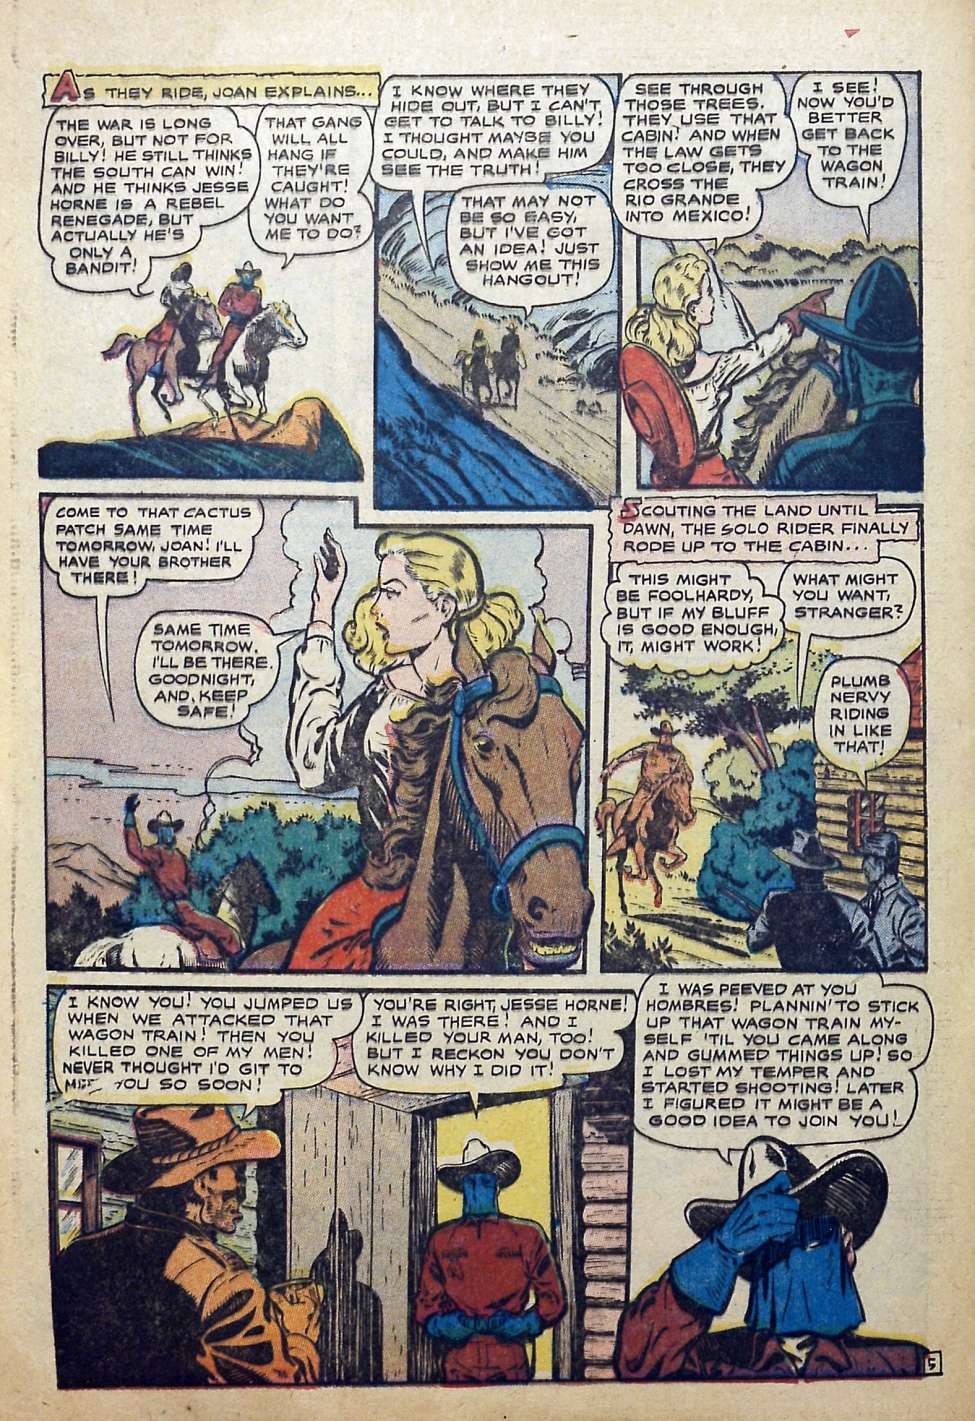 AS THEY RIDE, JOAN EXPLAINS...
THE WAR IS LONG
OVER, BUT NOT FOR
BILLY! HE STILL THINKS
THE SOUTH CAN WIN!
AND HE THINKS JESSE
HORNE IS A REBEL
RENEGADE, BUT
ACTUALLY HE'S
ONLY A
BANDIT!
THAT GANG
WILL ALL
HANG IF
THEY'RE
CAUGHT!
WHAT DO
YOU WANT
ME TO DO?
I KNOW WHERE THEY
HIDE OUT, BUT I CAN'T
GET TO TALK TO BILLY!
I THOUGHT MAYBE YOU
COULD, AND MAKE HIM
SEE THE TRUTH!
THAT MAY NOT
BE SO EASY,
BUT I'VE GOT
AN IDEA! JUST
SHOW ME THIS
HANGOUT!
SEE THROUGH
THOSE TREES.
THEY USE THAT
CABIN! AND WHEN
THE LAW GETS
TOO CLOSE, THEY
CROSS THE
RIO GRANDE
INTO MEXICO!
I SEE!
NOW YOU'D
BETTER
GET BACK
TO THE
WAGON
TRAIN!
COME TO THAT CACTUS
PATCH SAME TIME
TOMORROW, JOAN! I'LL
HAVE YOUR BROTHER
THERE!
SAME TIME
TOMORROW.
I'LL BE THERE.
GOODNIGHT,
AND, KEEP
SAFE!
SCOUTING THE LAND UNTIL
DAWN, THE SOLO RIDER FINALLY
RODE UP TO THE CABIN...
THIS MIGHT
BE FOOLHARDY,
BUT IF MY BLUFF
IS GOOD ENOUGH,
IT, MIGHT WORK!
WHAT MIGHT
YOU WANT,
STRANGER?
PLUMB
NERVY
RIDING
IN LIKE
THAT!
I KNOW YOU! YOU JUMPED US
WHEN WE ATTACKED THAT
WAGON TRAIN! THEN YOU
KILLED ONE OF MY MEN!
NEVER THOUGHT I'D GIT TO
YOU SO SOON!
YOU'RE RIGHT, JESSE HORNE!
I WAS THERE! AND I
KILLED YOUR MAN, TOO!
BUT I RECKON YOU DON'T
KNOW WHY I DID IT!
I WAS PEEVED AT YOU
HOMBRES! PLANNIN' TO STICK
UP THAT WAGON TRAIN MY-
SELF 'TIL YOU CAME ALONG
AND GUMMED THINGS UP! SO
I LOST MY TEMPER AND
STARTED SHOOTING! LATER
I FIGURED IT MIGHT BE A
GOOD IDEA TO JOIN YOU!
5